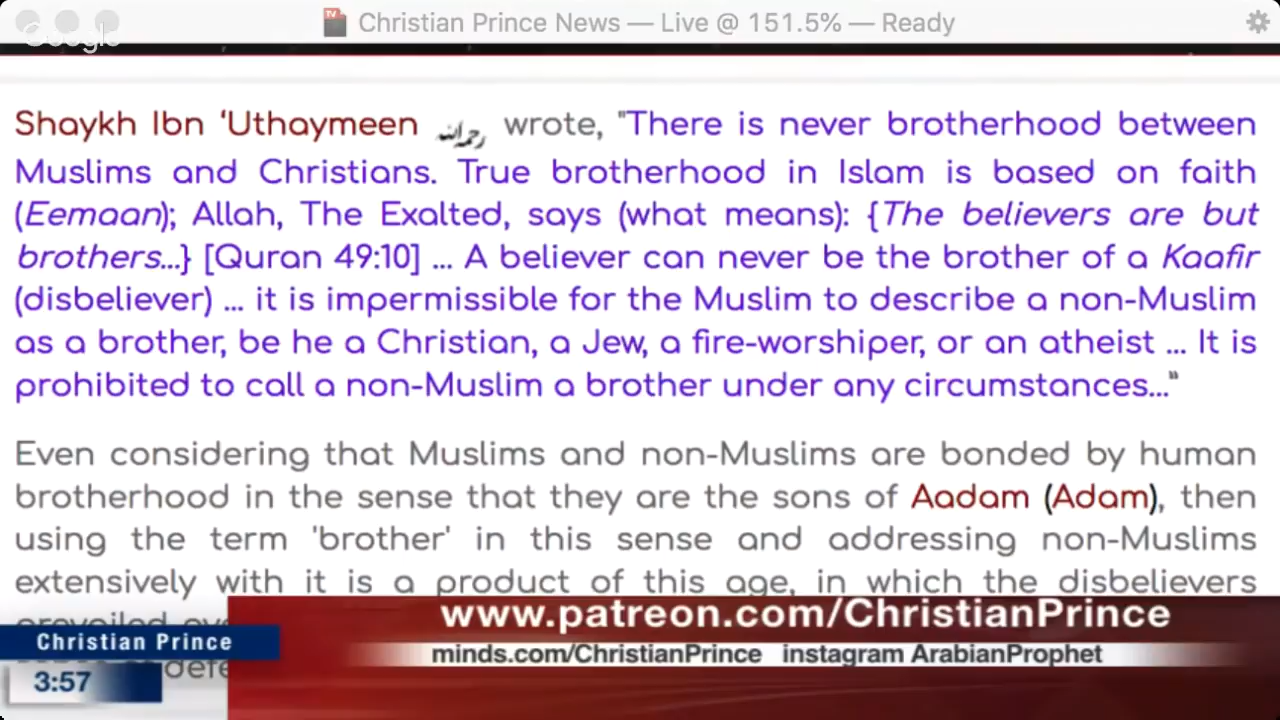 Christian Prince News — Live @ 151.5% — Ready
Google
Shaykh Ibn ‘Uthaymeen رحمه الله wrote, "There is never brotherhood between
Muslims and Christians. True brotherhood in Islam is based on faith
(Eemaan); Allah, The Exalted, says (what means): {The believers are but
brothers...} [Quran 49:10] ... A believer can never be the brother of a Kaafir
(disbeliever) ... it is impermissible for the Muslim to describe a non-Muslim
as a brother, be he a Christian, a Jew, a fire-worshiper, or an atheist ... It is
prohibited to call a non-Muslim a brother under any circumstances..."
Even considering that Muslims and non-Muslims are bonded by human
brotherhood in the sense that they are the sons of Aadam (Adam), then
using the term 'brother' in this sense and addressing non-Muslims
extensively with it is a product of this age, in which the disbelievers
www.patreon.com/ChristianPrince
Christian Prince
minds.com/ChristianPrince instagram ArabianProphet
3:57